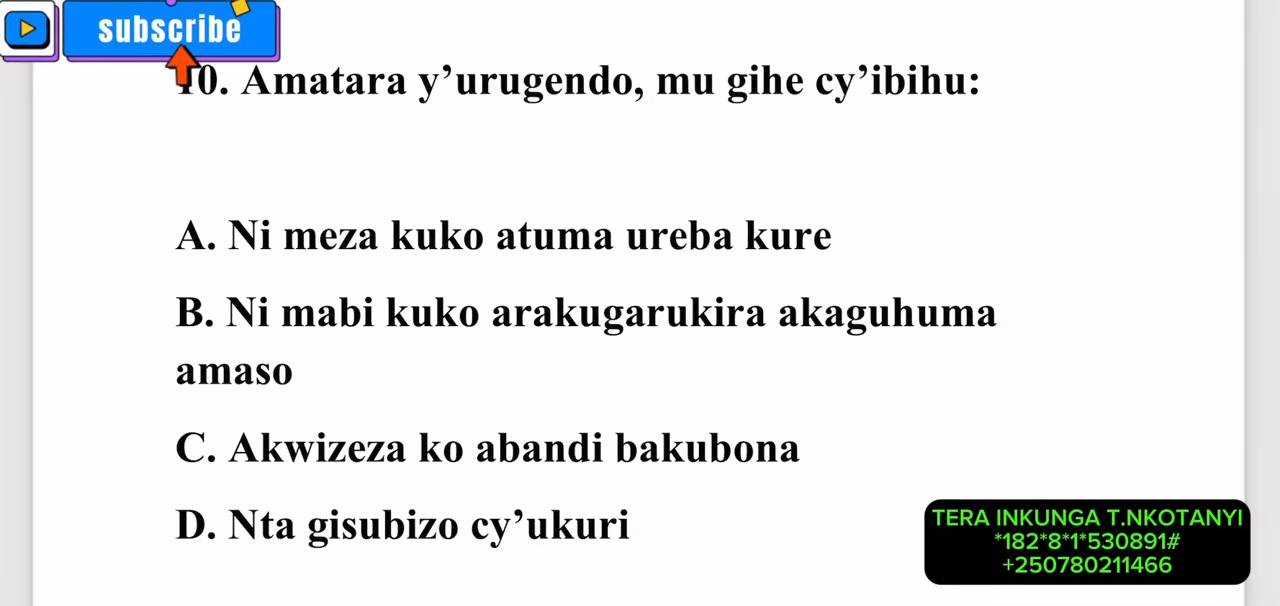 subscribe
10. Amatara y’urugendo, mu gihe cy’ibihu:
A. Ni meza kuko atuma ureba kure
B. Ni mabi kuko arakugarukira akaguhuma
amaso
C. Akwizeza ko abandi bakubona
D. Nta gisubizo cy’ukuri
TERA INKUNGA T.NKOTANYI
*182*8*1*530891#
+250780211466